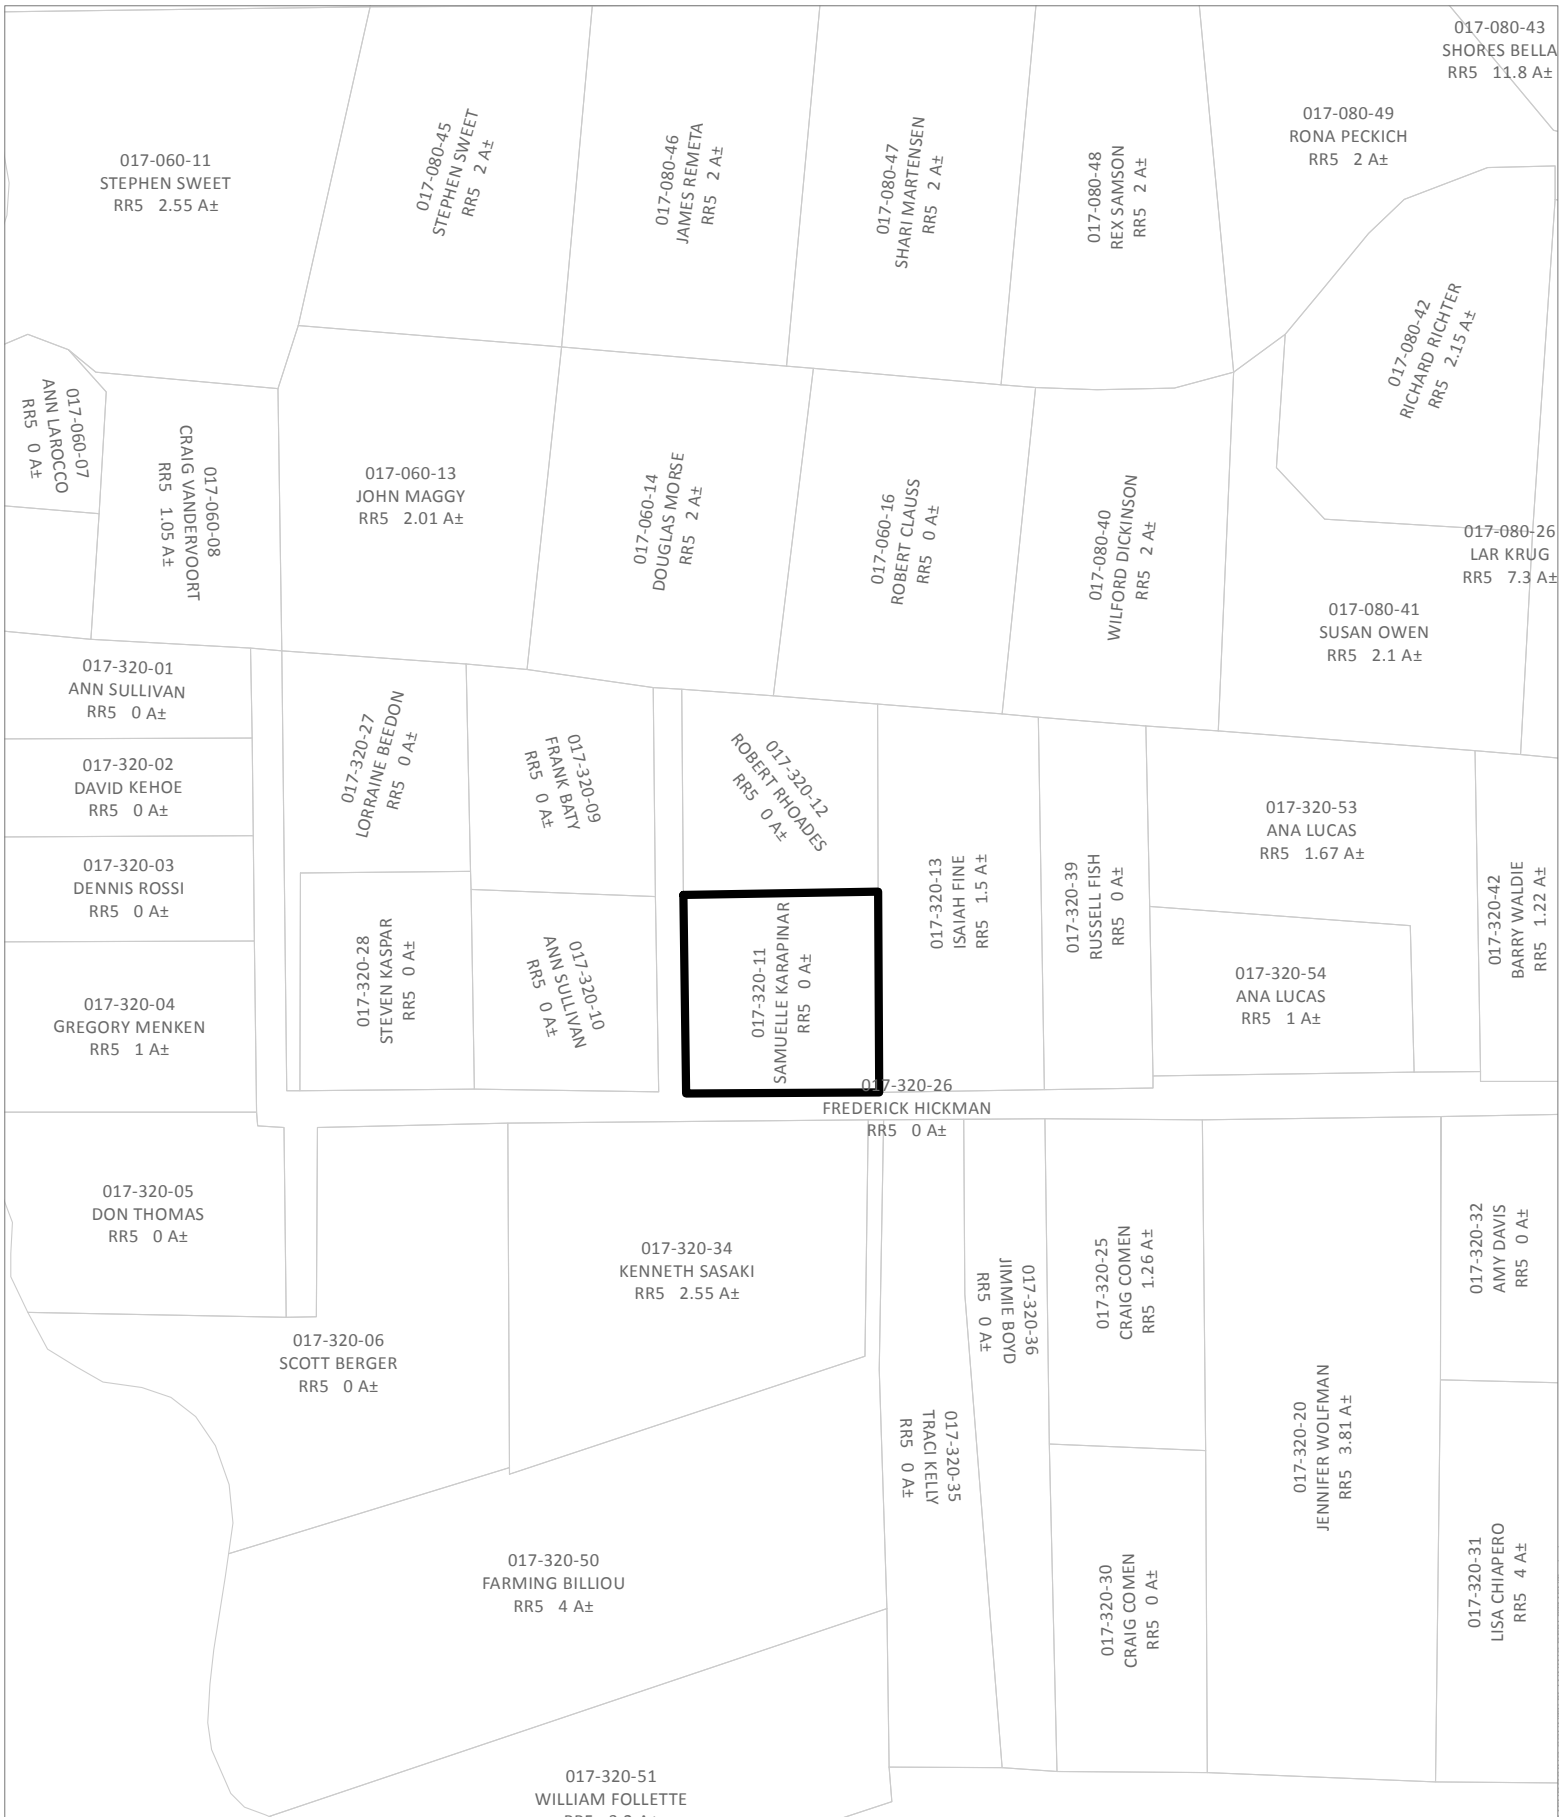 017-080-43
SHORES BELLA
RR5 11.8 A±
017-080-49
RONA PECKICH
RR5 2 A±
017-060-11
STEPHEN SWEET
RR5 2.55 A±
017-080-45
STEPHEN SWEET
RR5 2 A±
017-080-46
JAMES REMETA
RR5 2 A±
017-080-47
SHARI MARTENSEN
RR5 2 A±
017-080-48
REX SAMSON
RR5 2 A±
017-080-42
RICHARD RICHTER
RR5 2.15 A±
017-060-07
ANN LAROCCO
RR5 0 A±
017-060-08
CRAIG VANDERVOORT
RR5 1.05 A±
017-060-13
JOHN MAGGY
RR5 2.01 A±
017-060-14
DOUGLAS MORSE
RR5 2 A±
017-060-16
ROBERT CLAUSS
RR5 0 A±
017-080-40
WILFORD DICKINSON
RR5 2 A±
017-080-26
LAR KRUG
RR5 7.3 A±
017-080-41
SUSAN OWEN
RR5 2.1 A±
017-320-01
ANN SULLIVAN
RR5 0 A±
017-320-02
DAVID KEHOE
RR5 0 A±
017-320-03
DENNIS ROSSI
RR5 0 A±
017-320-27
LORRAINE BEEDON
RR5 0 A±
017-320-09
FRANK BATY
RR5 0 A±
017-320-12
ROBERT RHOADES
RR5 0 A±
017-320-13
ISAIAH FINE
RR5 1.5 A±
017-320-39
RUSSELL FISH
RR5 0 A±
017-320-53
ANA LUCAS
RR5 1.67 A±
017-320-42
BARRY WALDIE
RR5 1.22 A±
017-320-04
GREGORY MENKEN
RR5 1 A±
017-320-28
STEVEN KASPAR
RR5 0 A±
017-320-10
ANN SULLIVAN
RR5 0 A±
017-320-11
SAMUELLE KARAPINAR
RR5 0 A±
017-320-54
ANA LUCAS
RR5 1 A±
017-320-26
FREDERICK HICKMAN
RR5 0 A±
017-320-05
DON THOMAS
RR5 0 A±
017-320-34
KENNETH SASAKI
RR5 2.55 A±
017-320-36
JIMMIE BOYD
RR5 0 A±
017-320-25
CRAIG COMEN
RR5 1.26 A±
017-320-32
AMY DAVIS
RR5 0 A±
017-320-06
SCOTT BERGER
RR5 0 A±
017-320-35
TRACI KELLY
RR5 0 A±
017-320-20
JENNIFER WOLFMAN
RR5 3.81 A±
017-320-50
FARMING BILLIOU
RR5 4 A±
017-320-30
CRAIG COMEN
RR5 0 A±
017-320-31
LISA CHIAPERO
RR5 4 A±
017-320-51
WILLIAM FOLLETTE